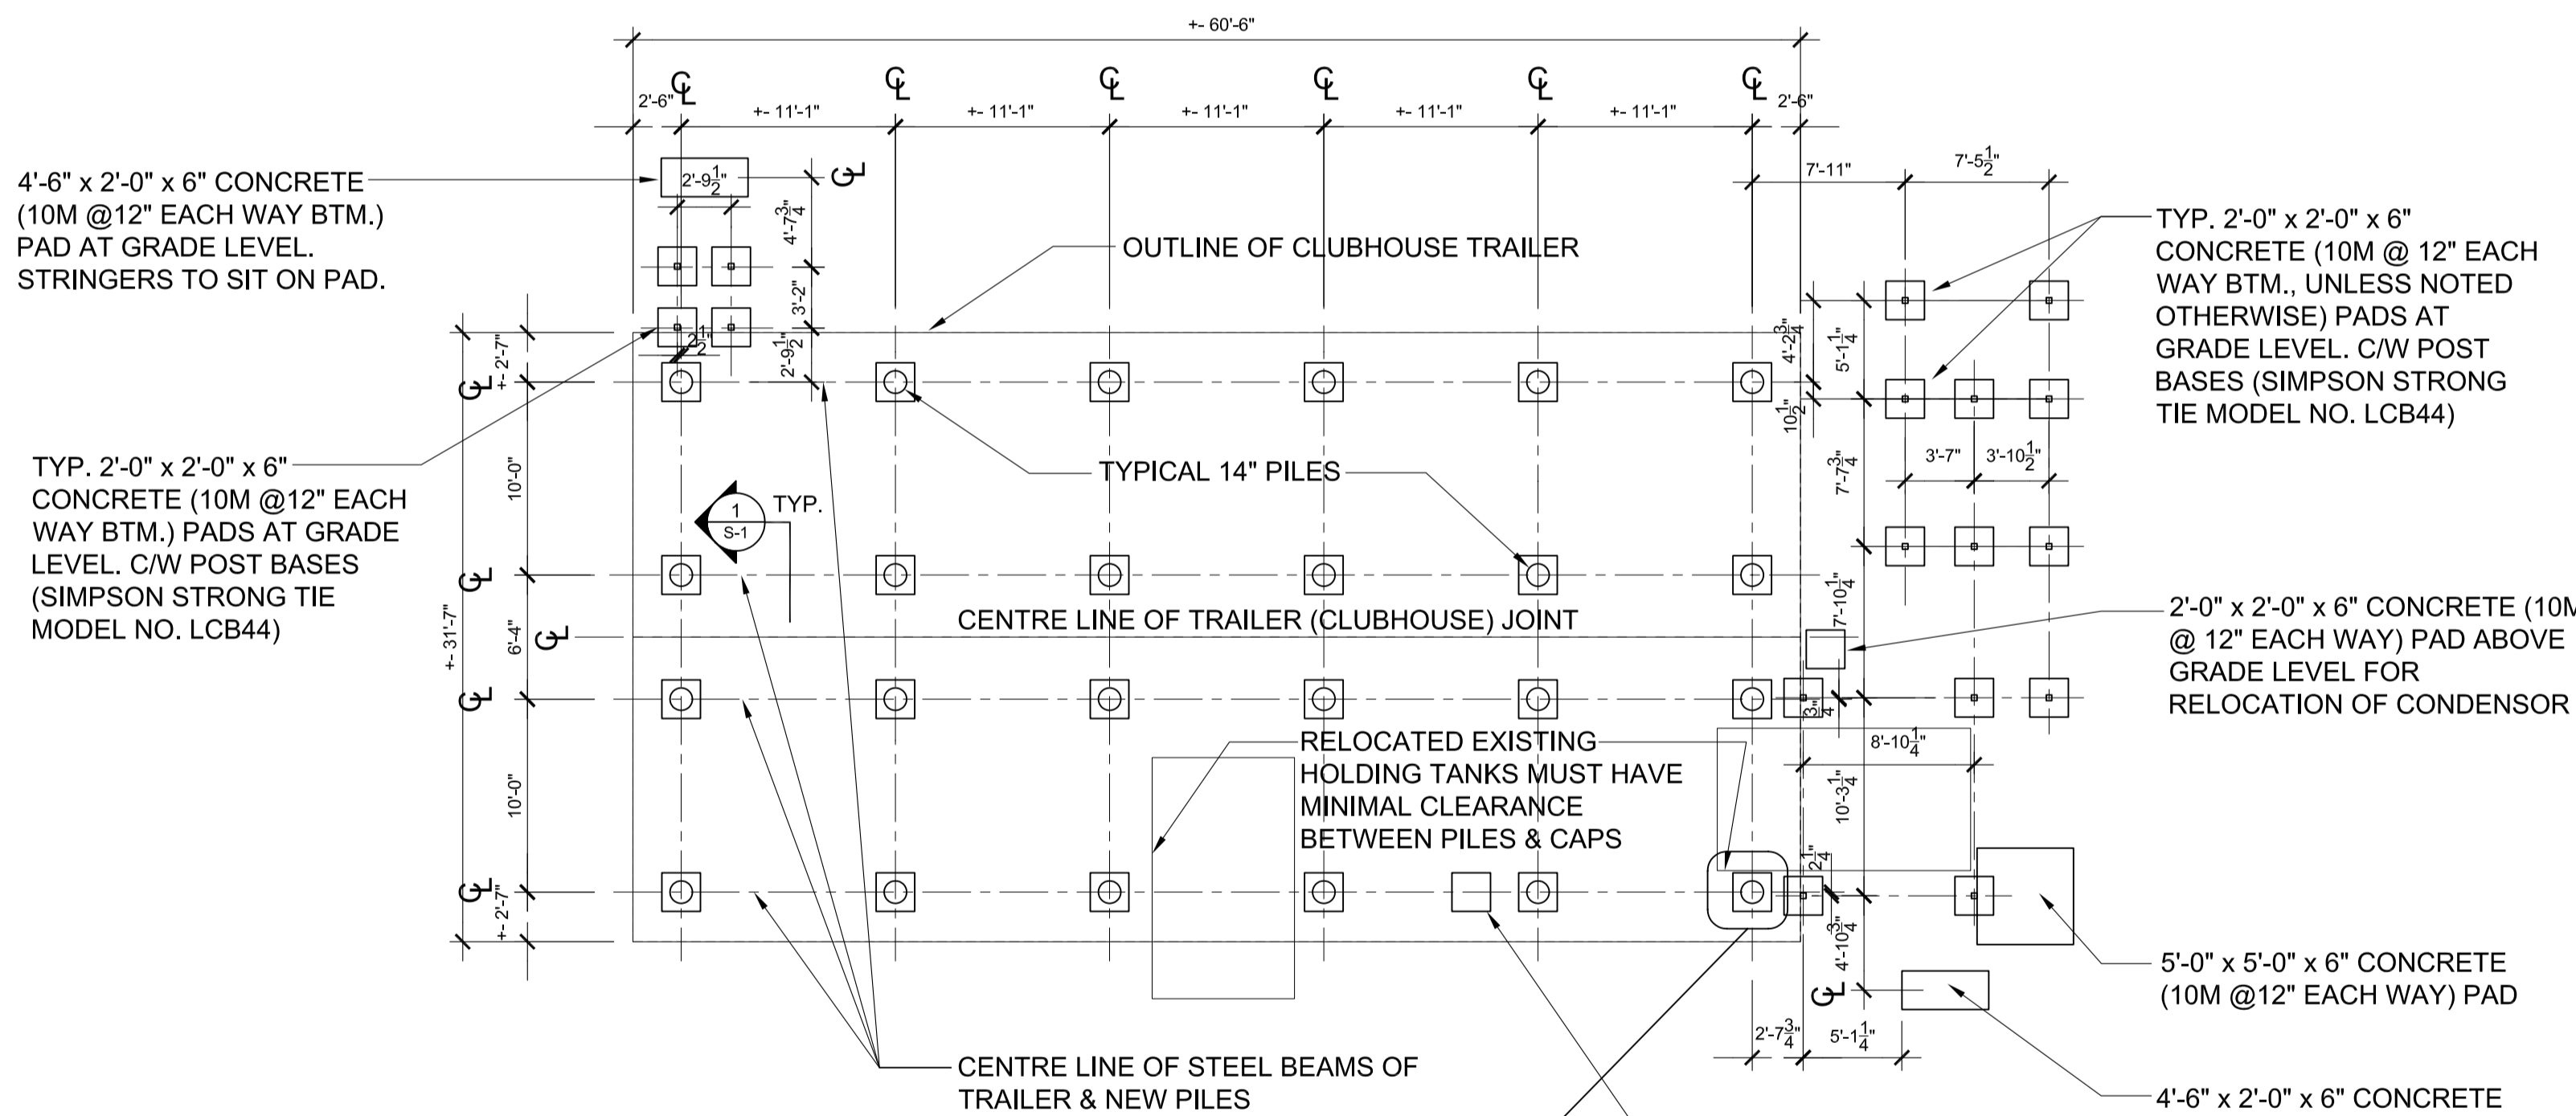 +- 60'-6"
2'-6"
+- 11'-1"
+- 11'-1"
+- 11'-1"
+- 11'-1"
+- 11'-1"
2'-6"
7'-11"
7'-5 1/2"
4'-6" x 2'-0" x 6" CONCRETE
(10M @12" EACH WAY BTM.)
PAD AT GRADE LEVEL.
STRINGERS TO SIT ON PAD.
2'-9 1/2"
4'-7 3/4"
3'-2"
2'-9 1/2"
2 1/2"
OUTLINE OF CLUBHOUSE TRAILER
TYP. 2'-0" x 2'-0" x 6"
CONCRETE (10M @ 12" EACH
WAY BTM., UNLESS NOTED
OTHERWISE) PADS AT
GRADE LEVEL. C/W POST
BASES (SIMPSON STRONG
TIE MODEL NO. LCB44)
4'-2 3/4"
5'-1 1/4"
10 1/2"
7'-7 3/4"
3'-7"
3'-10 1/2"
7'-10 1/4"
TYP. 2'-0" x 2'-0" x 6"
CONCRETE (10M @12" EACH
WAY BTM.) PADS AT GRADE
LEVEL. C/W POST BASES
(SIMPSON STRONG TIE
MODEL NO. LCB44)
+- 31'-7"
+- 2'-7"
10'-0"
6'-4"
10'-0"
+- 2'-7"
1
S-1
TYP.
TYPICAL 14" PILES
CENTRE LINE OF TRAILER (CLUBHOUSE) JOINT
2'-0" x 2'-0" x 6" CONCRETE (10M
@ 12" EACH WAY) PAD ABOVE
GRADE LEVEL FOR
RELOCATION OF CONDENSOR
3/4"
8'-10 1/4"
10'-3 1/4"
2 1/4"
4'-10 3/4"
RELOCATED EXISTING
HOLDING TANKS MUST HAVE
MINIMAL CLEARANCE
BETWEEN PILES & CAPS
5'-0" x 5'-0" x 6" CONCRETE
(10M @12" EACH WAY) PAD
2'-7 3/4"
5'-1 1/4"
CENTRE LINE OF STEEL BEAMS OF
TRAILER & NEW PILES
4'-6" x 2'-0" x 6" CONCRETE